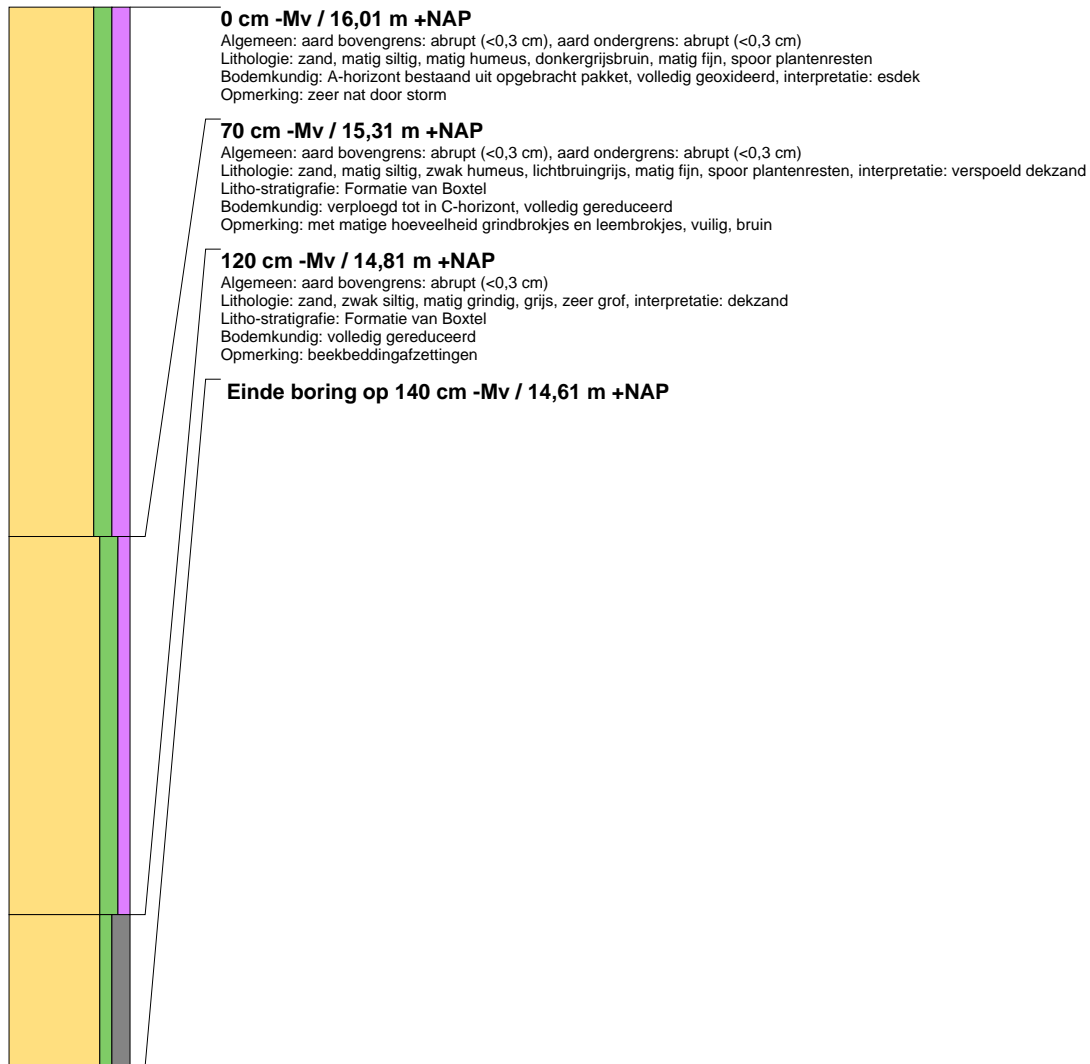 0 cm -Mv / 16,01 m +NAP
Algemeen: aard bovengrens: abrupt (<0,3 cm), aard ondergrens: abrupt (<0,3 cm)
Lithologie: zand, matig siltig, matig humeus, donkergrijsbruin, matig fijn, spoor plantenresten
Bodemkundig: A-horizont bestaand uit opgebracht pakket, volledig geoxideerd, interpretatie: esdek
Opmerking: zeer nat door storm
70 cm -Mv / 15,31 m +NAP
Algemeen: aard bovengrens: abrupt (<0,3 cm), aard ondergrens: abrupt (<0,3 cm)
Lithologie: zand, matig siltig, zwak humeus, lichtbruingrijs, matig fijn, spoor plantenresten, interpretatie: verspoeld dekzand
Litho-stratigrafie: Formatie van Boxtel
Bodemkundig: verploegd tot in C-horizont, volledig gereduceerd
Opmerking: met matige hoeveelheid grindbrokjes en leembrokjes, vuilig, bruin
120 cm -Mv / 14,81 m +NAP
Algemeen: aard bovengrens: abrupt (<0,3 cm)
Lithologie: zand, zwak siltig, matig grindig, grijs, zeer grof, interpretatie: dekzand
Litho-stratigrafie: Formatie van Boxtel
Bodemkundig: volledig gereduceerd
Opmerking: beekbeddingafzettingen
Einde boring op 140 cm -Mv / 14,61 m +NAP